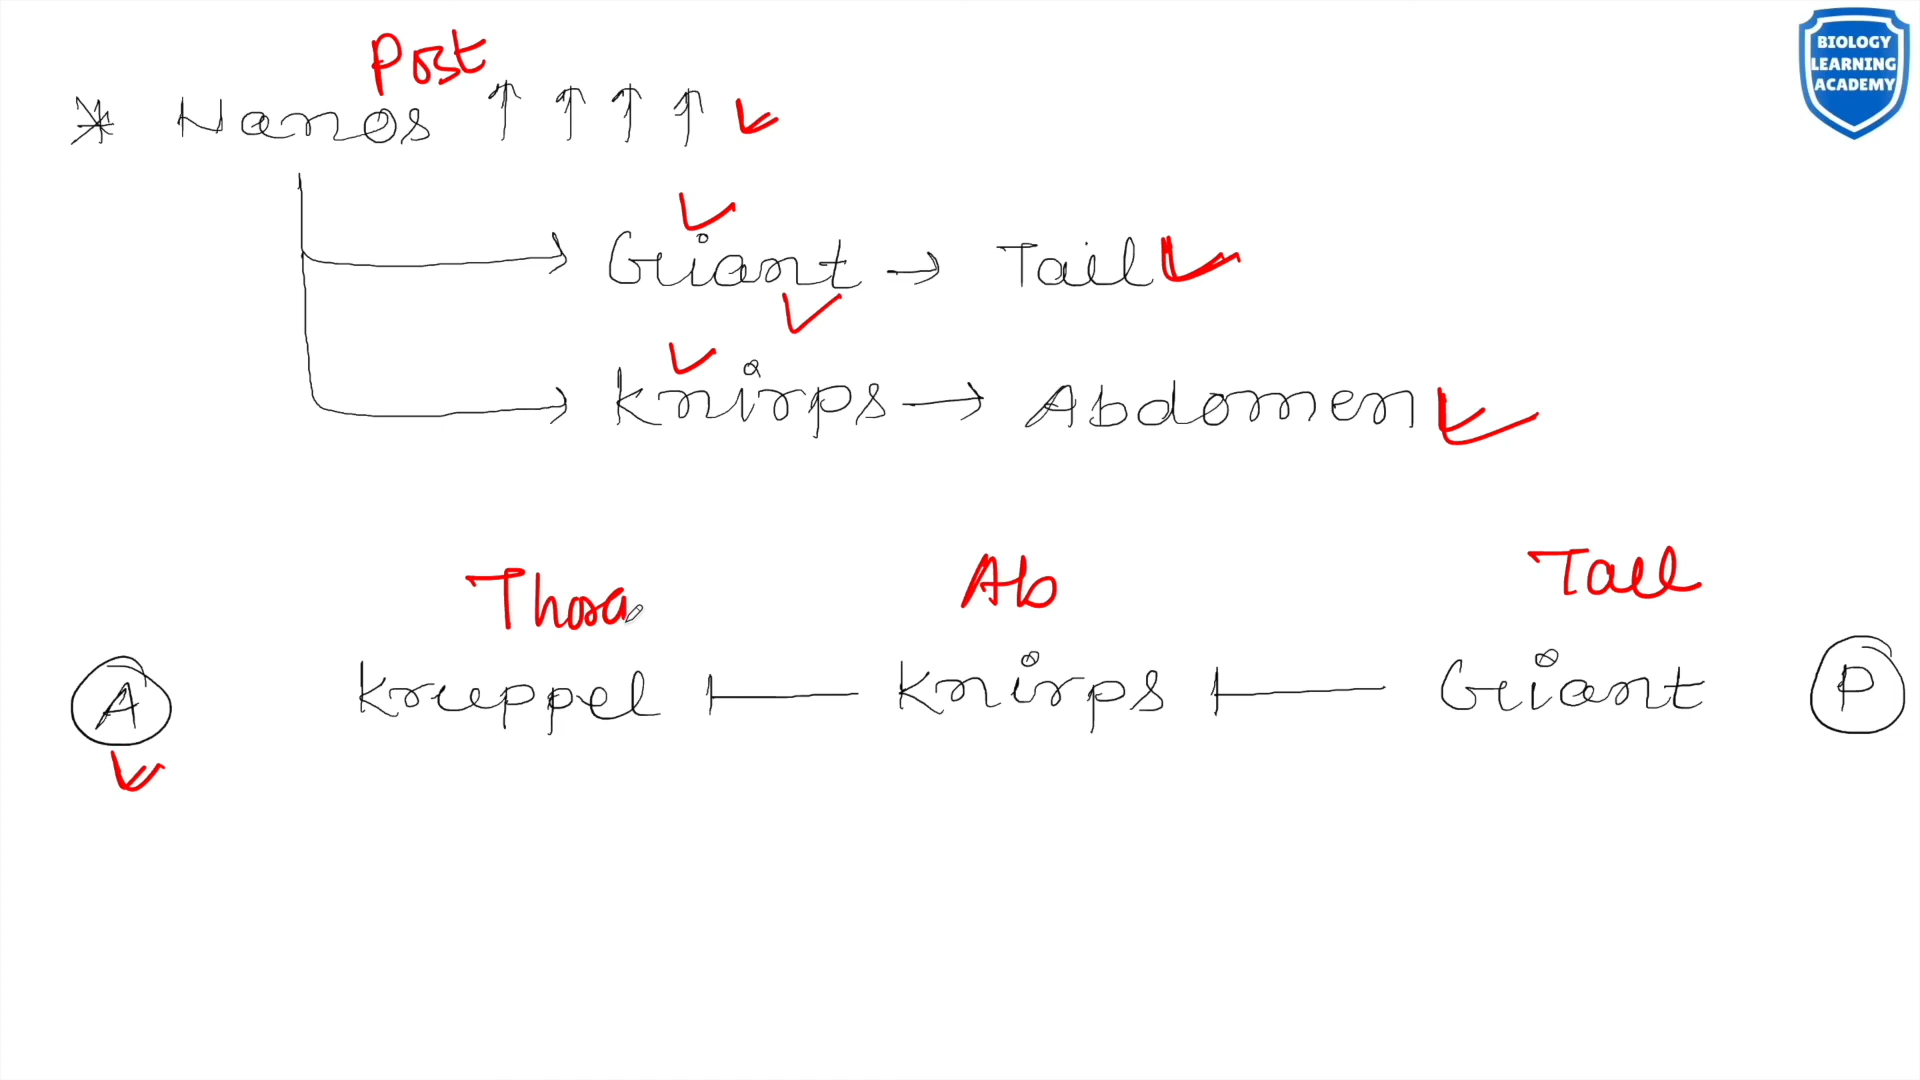 BIOLOGY
LEARNING
ACADEMY
Post
* Nanos ↑ ↑ ↑ ↑
Giant → Tail
Knirps → Abdomen
Thora Ab Tail
A Krueppel Knirps Giant P